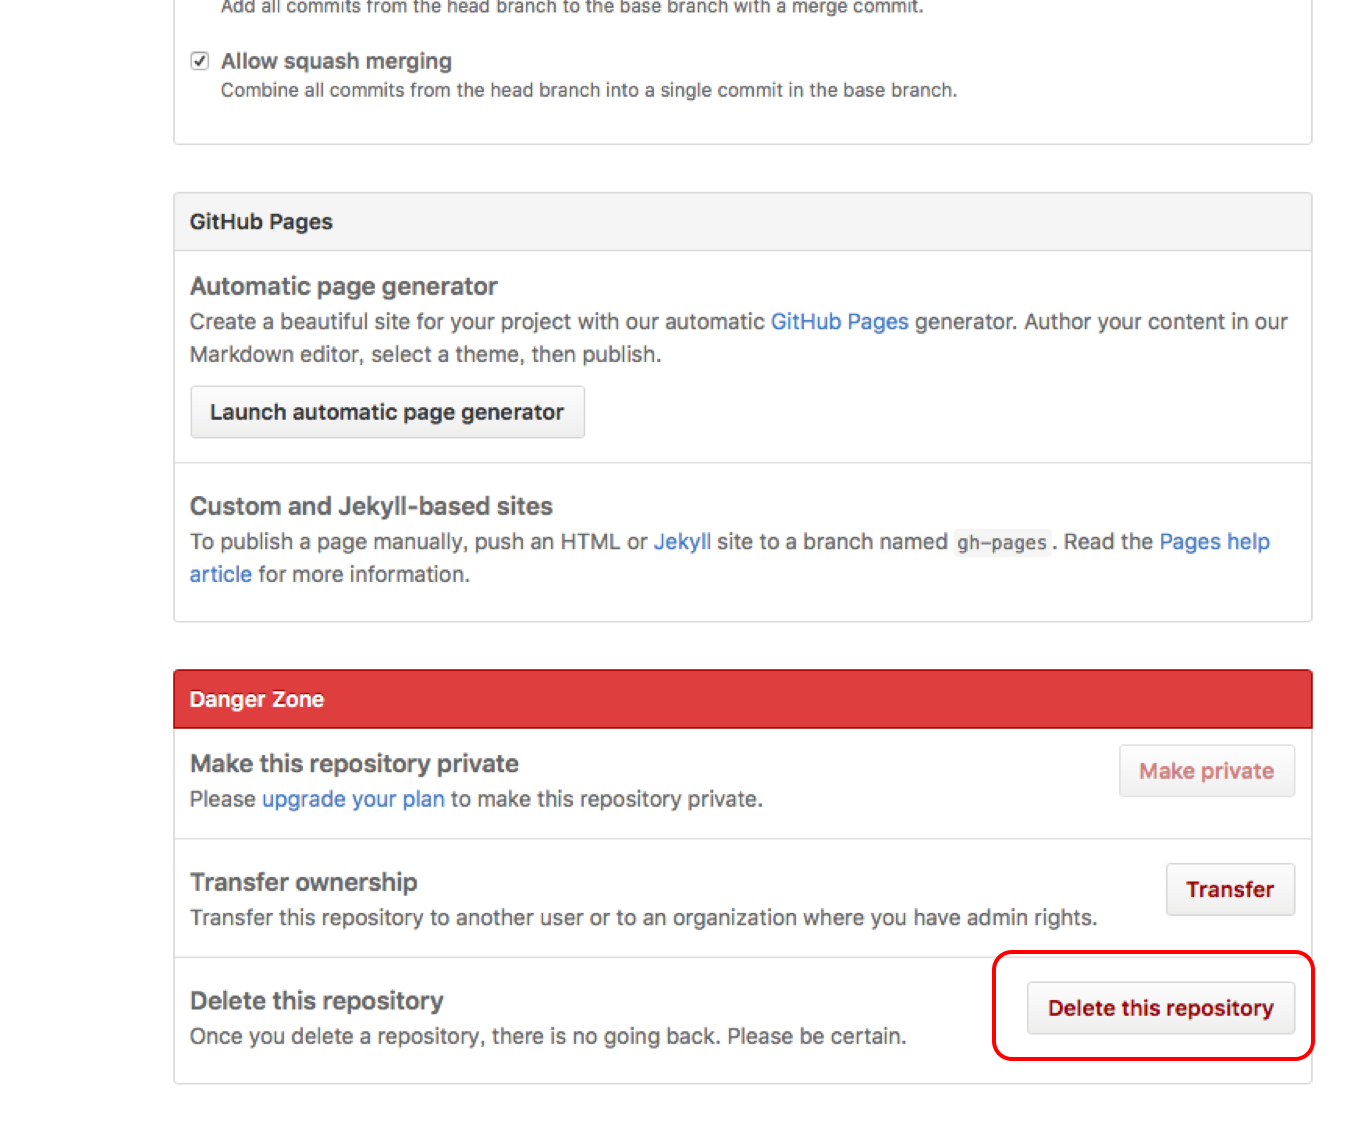 Add all commits from the head branch to the base branch with a merge commit.
Allow squash merging
Combine all commits from the head branch into a single commit in the base branch.
GitHub Pages
Automatic page generator
Create a beautiful site for your project with our automatic GitHub Pages generator. Author your content in our
Markdown editor, select a theme, then publish.
Launch automatic page generator
Custom and Jekyll-based sites
To publish a page manually, push an HTML or Jekyll site to a branch named gh-pages. Read the Pages help
article for more information.
Danger Zone
Make this repository private
Please upgrade your plan to make this repository private.
Make private
Transfer ownership
Transfer this repository to another user or to an organization where you have admin rights.
Transfer
Delete this repository
Once you delete a repository, there is no going back. Please be certain.
Delete this repository